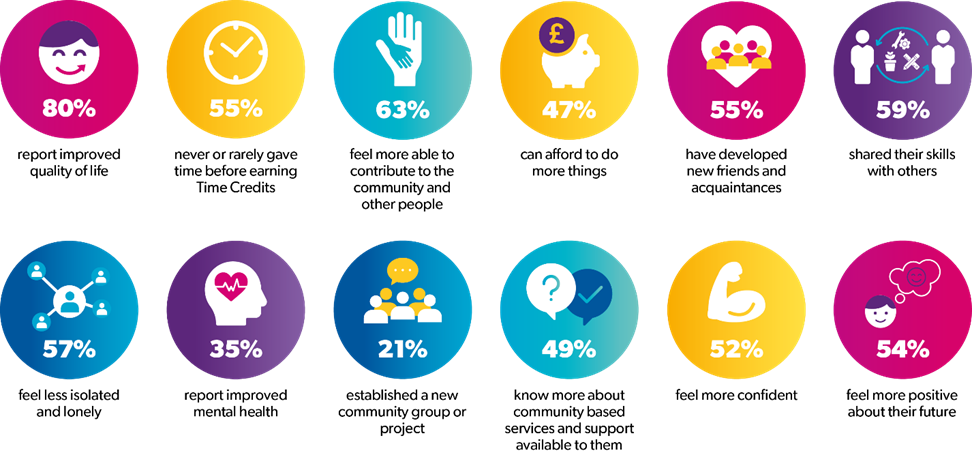 80%
report improved
quality of life
55%
never or rarely gave
time before earning
Time Credits
63%
feel more able to
contribute to the
community and
other people
£
47%
can afford to do
more things
55%
have developed
new friends and
acquaintances
59%
shared their skills
with others
57%
feel less isolated
and lonely
35%
report improved
mental health
21%
established a new
community group or
project
?
49%
know more about
community based
services and support
available to them
52%
feel more confident
54%
feel more positive
about their future